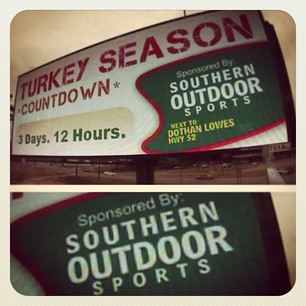 TURKEY SEASON
*COUNTDOWN*
3 Days. 12 Hours.
Sponsored By:
SOUTHERN
OUTDOOR
SPORTS
NEXT TO
DOTHAN LOWES
HWY 52
Sponsored By:
SOUTHERN
OUTDOOR
SPORTS